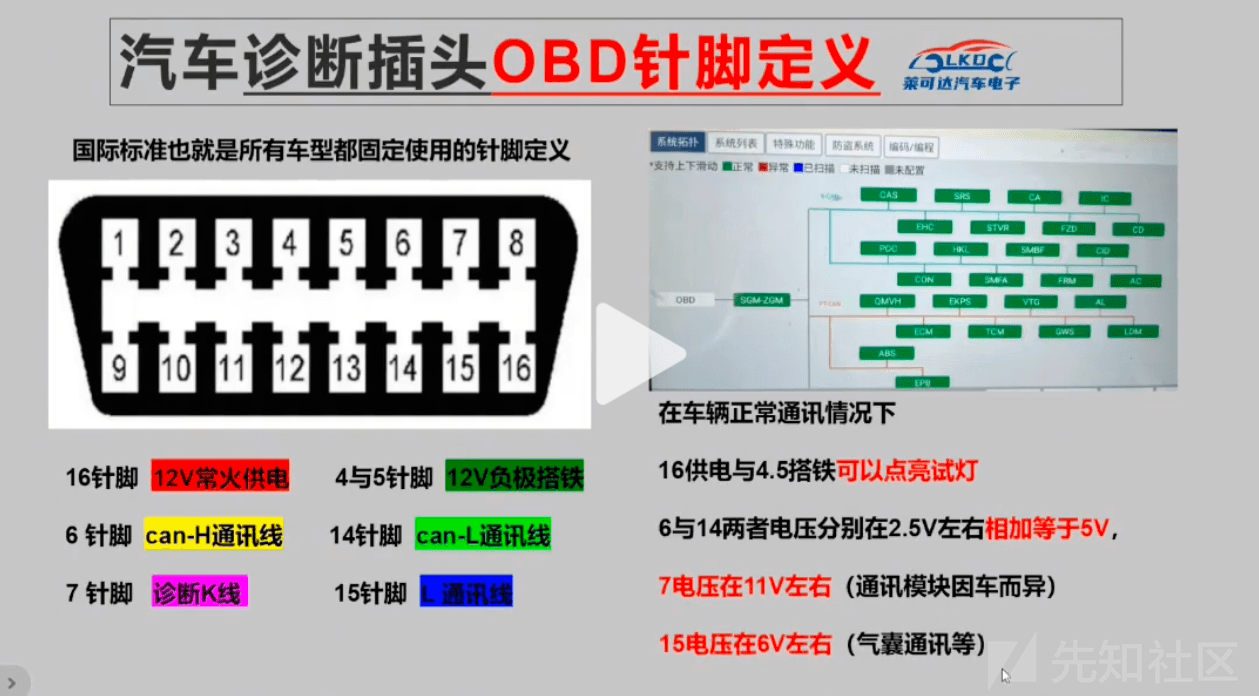 汽车诊断插头OBD针脚定义
LKDC
莱可达汽车电子
国际标准也就是所有车型都固定使用的针脚定义
1 2 3 4 5 6 7 8
9 10 11 12 13 14 15 16
16针脚 12V常火供电 4与5针脚 12V负极搭铁
6 针脚 can-H通讯线 14针脚 can-L通讯线
7 针脚 诊断K线 15针脚 L 通讯线
系统拓扑 系统列表 特殊功能 防盗系统 编码/编程
*支持上下滑动 正常 异常 已扫描 未扫描 未配置
CAS SRS CA IC
EHC STVR FZD CD
PDC HKL SMBF CID
CON SMFA FRM AC
OBD SGM-ZGM PT-CAN QMVH EKPS VTG AL
ECM TCM GWS LDM
ABS
EPB
在车辆正常通讯情况下
16供电与4.5搭铁可以点亮试灯
6与14两者电压分别在2.5V左右相加等于5V，
7电压在11V左右（通讯模块因车而异）
15电压在6V左右（气囊通讯等）
先知社区